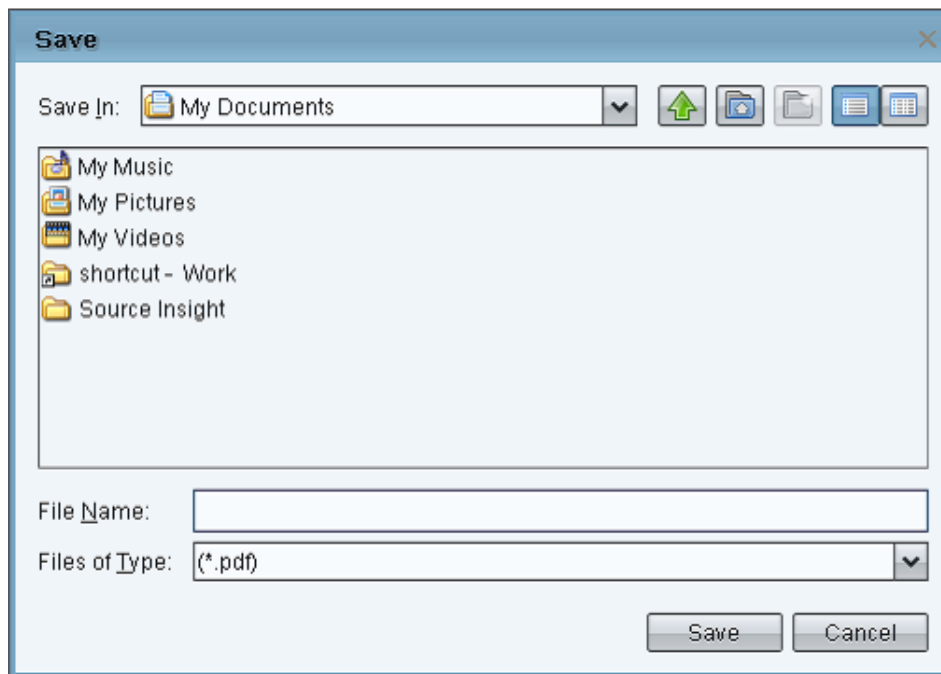 Save
Save In: My Documents
My Music
My Pictures
My Videos
shortcut - Work
Source Insight
File Name:
Files of Type: (*.pdf)
Save Cancel